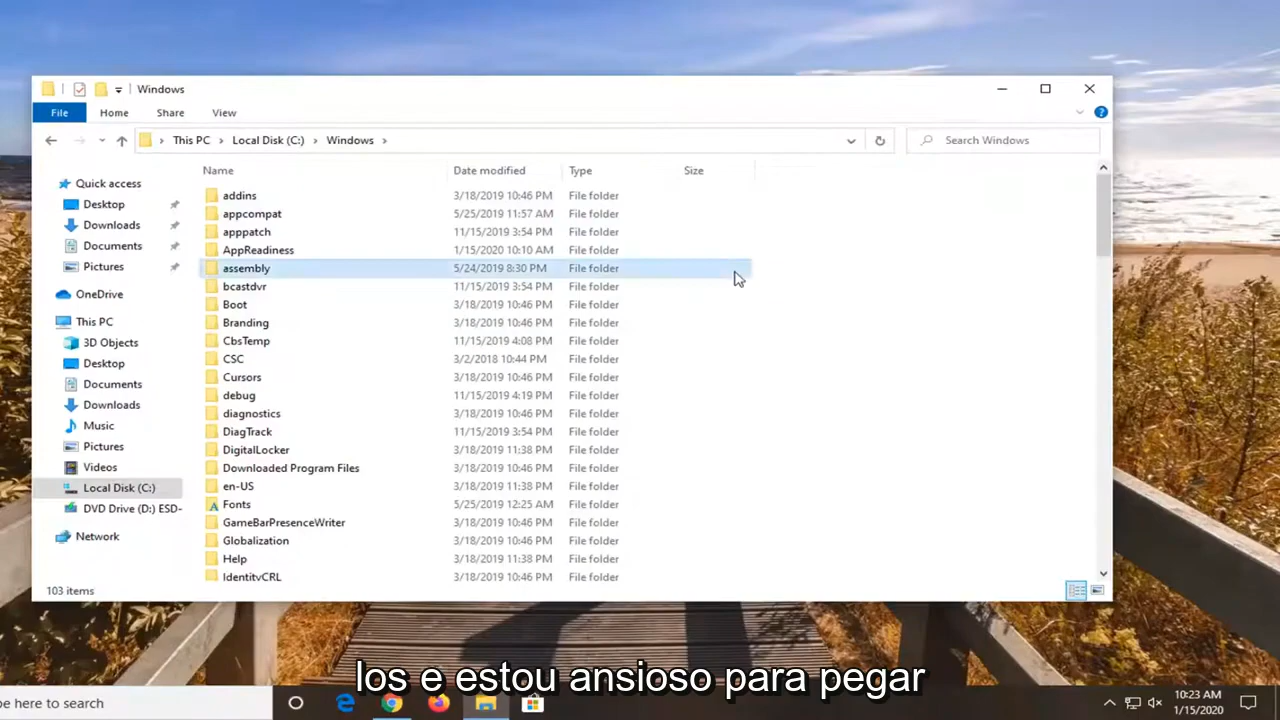 Windows
File Home Share View
This PC Local Disk (C:) Windows
Search Windows
Name Date modified Type Size
Quick access
Desktop
Downloads
Documents
Pictures
OneDrive
This PC
3D Objects
Desktop
Documents
Downloads
Music
Pictures
Videos
Local Disk (C:)
DVD Drive (D:) ESD-
Network
addins 3/18/2019 10:46 PM File folder
appcompat 5/25/2019 11:57 AM File folder
apppatch 11/15/2019 3:54 PM File folder
AppReadiness 1/15/2020 10:10 AM File folder
assembly 5/24/2019 8:30 PM File folder
bcastdvr 11/15/2019 3:54 PM File folder
Boot 3/18/2019 10:46 PM File folder
Branding 3/18/2019 10:46 PM File folder
CbsTemp 11/15/2019 4:08 PM File folder
CSC 3/2/2018 10:44 PM File folder
Cursors 3/18/2019 10:46 PM File folder
debug 11/15/2019 4:19 PM File folder
diagnostics 3/18/2019 10:46 PM File folder
DiagTrack 11/15/2019 3:54 PM File folder
DigitalLocker 3/18/2019 11:38 PM File folder
Downloaded Program Files 3/18/2019 10:46 PM File folder
en-US 3/18/2019 11:38 PM File folder
Fonts 5/25/2019 12:25 AM File folder
GameBarPresenceWriter 3/18/2019 10:46 PM File folder
Globalization 3/18/2019 10:46 PM File folder
Help 3/18/2019 11:38 PM File folder
IdentityCRL 3/18/2019 10:46 PM File folder
103 items
los e estou ansioso para pegar
pe here to search
10:23 AM
1/15/2020